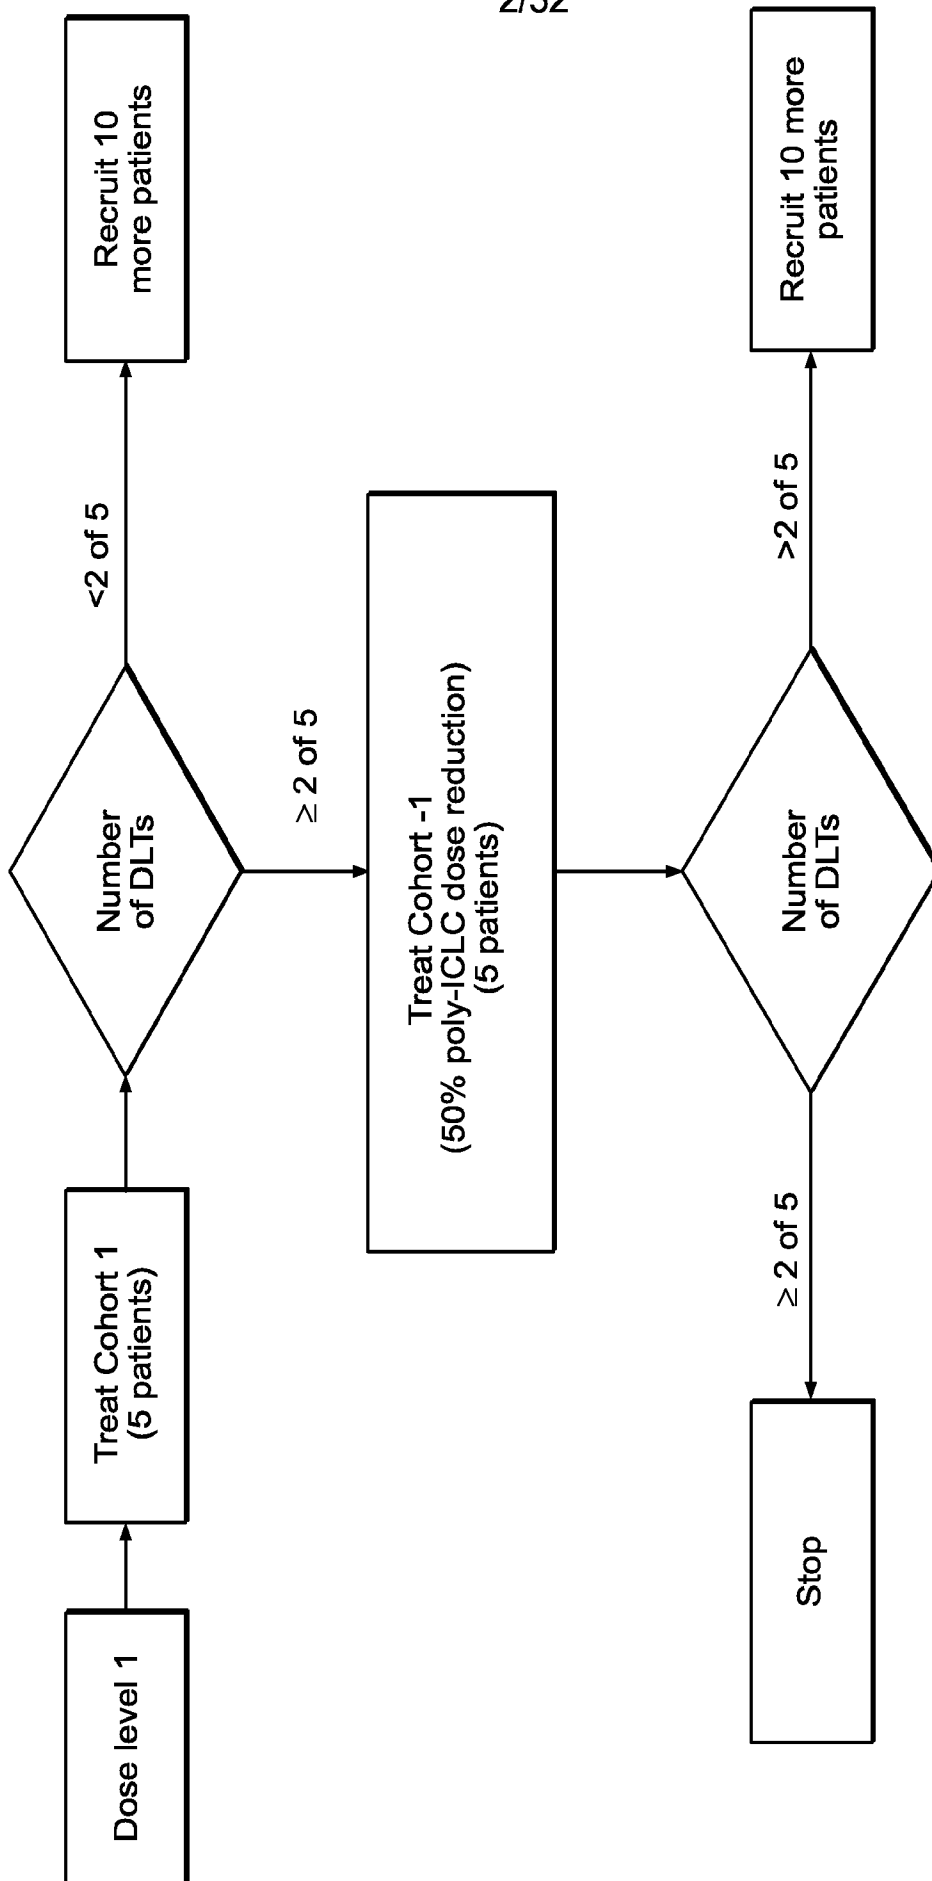 2/32
Dose level 1
Treat Cohort 1
(5 patients)
Number
of DLTs
<2 of 5
Recruit 10
more patients
≥ 2 of 5
Treat Cohort -1
(50% poly-ICLC dose reduction)
(5 patients)
Number
of DLTs
≥ 2 of 5
Stop
>2 of 5
Recruit 10 more
patients